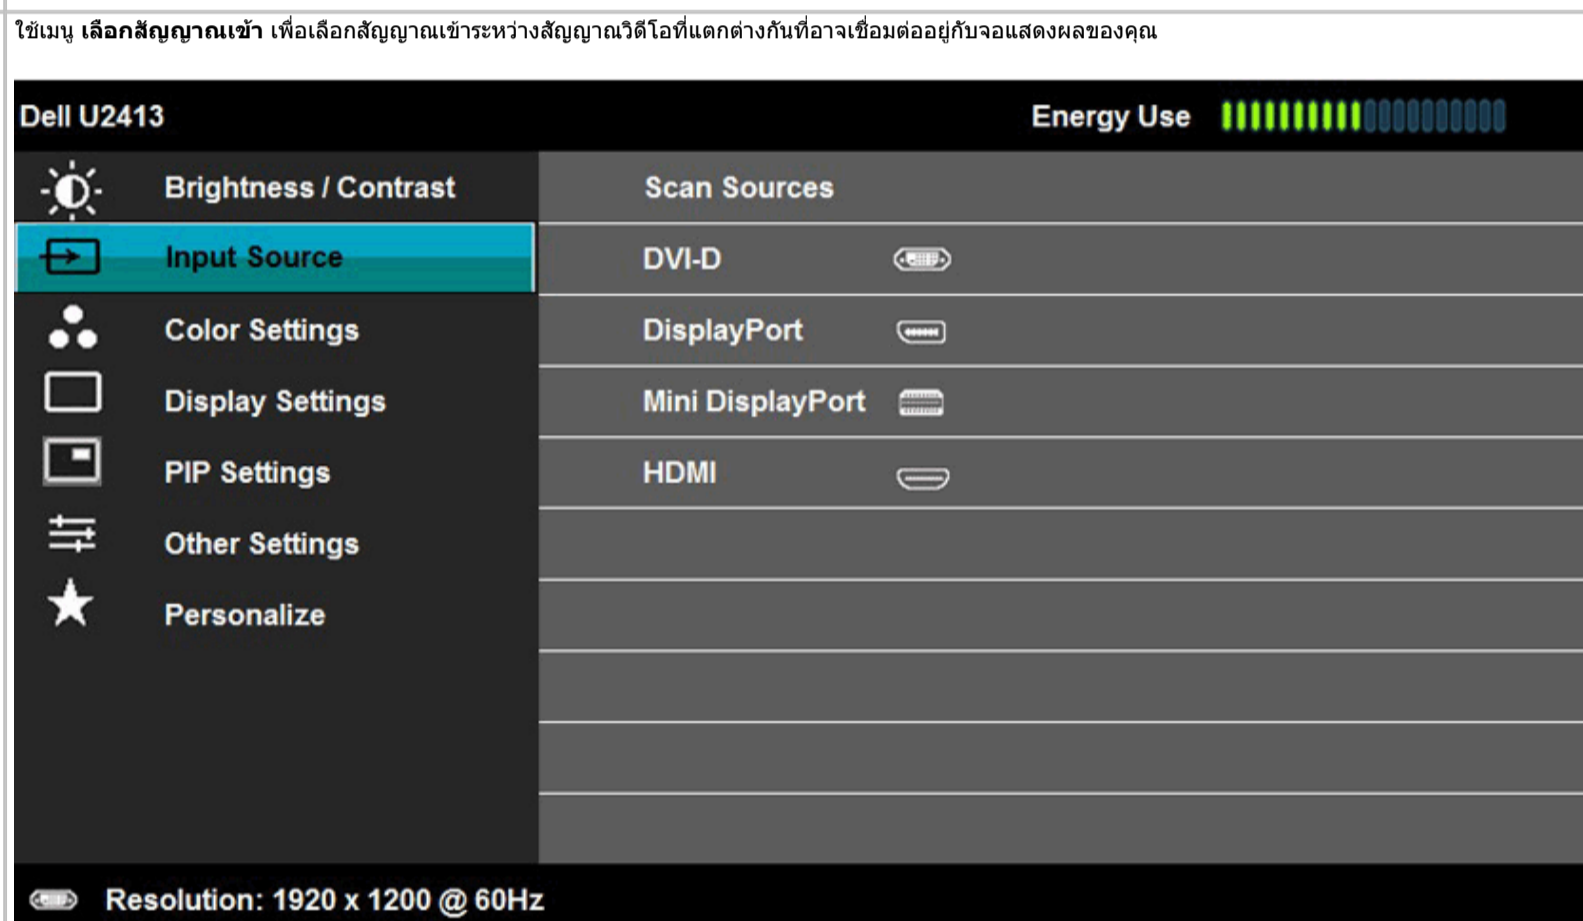 ใช้เมนู เลือกสัญญาณเข้า เพื่อเลือกสัญญาณเข้าระหว่างสัญญาณวิดีโอที่แตกต่างกันที่อาจเชื่อมต่ออยู่กับจอแสดงผลของคุณ
Dell U2413 Energy Use
Brightness / Contrast Scan Sources
Input Source DVI-D
Color Settings DisplayPort
Display Settings Mini DisplayPort
PIP Settings HDMI
Other Settings
Personalize
Resolution: 1920 x 1200 @ 60Hz